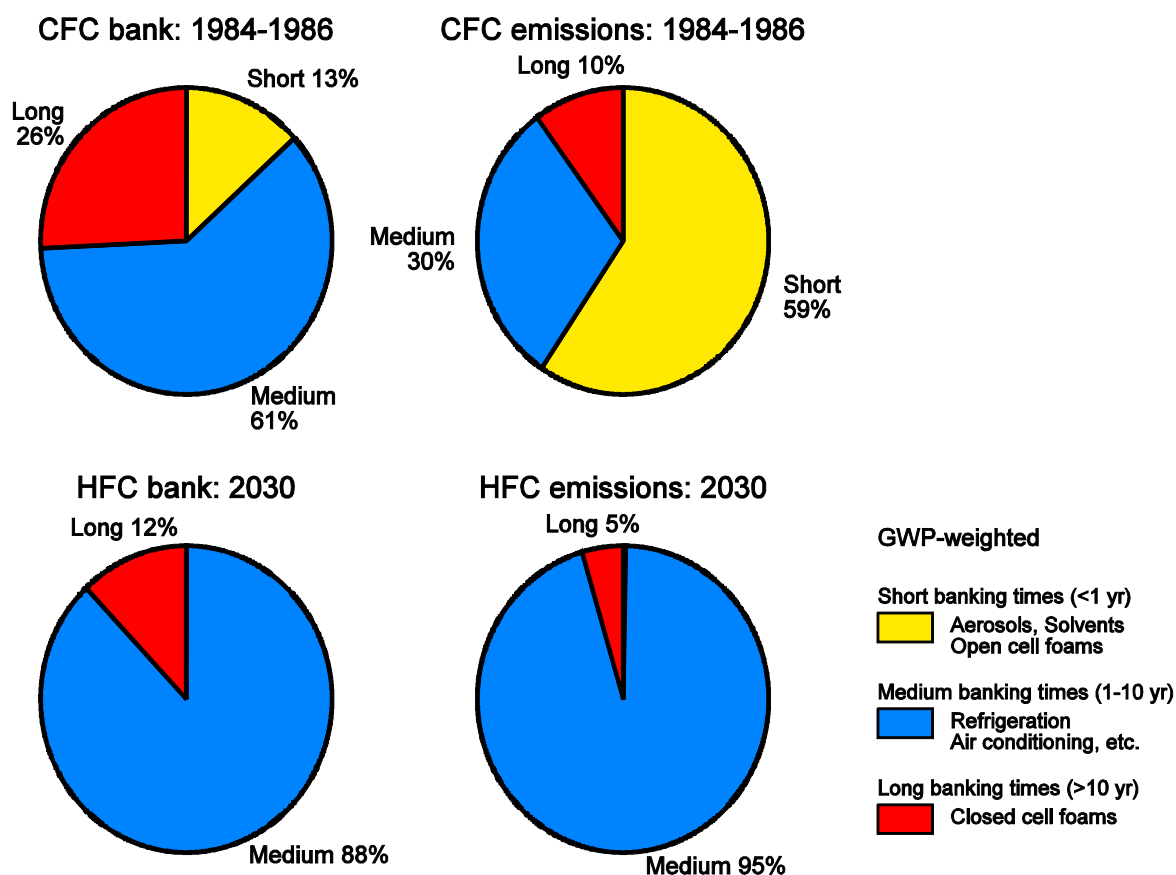 CFC bank: 1984-1986
Short 13%
Long
26%
Medium
61%
CFC emissions: 1984-1986
Long 10%
Medium
30%
Short
59%
HFC bank: 2030
Long 12%
Medium 88%
HFC emissions: 2030
Long 5%
Medium 95%
GWP-weighted
Short banking times (<1 yr)
Aerosols, Solvents
Open cell foams
Medium banking times (1-10 yr)
Refrigeration
Air conditioning, etc.
Long banking times (>10 yr)
Closed cell foams